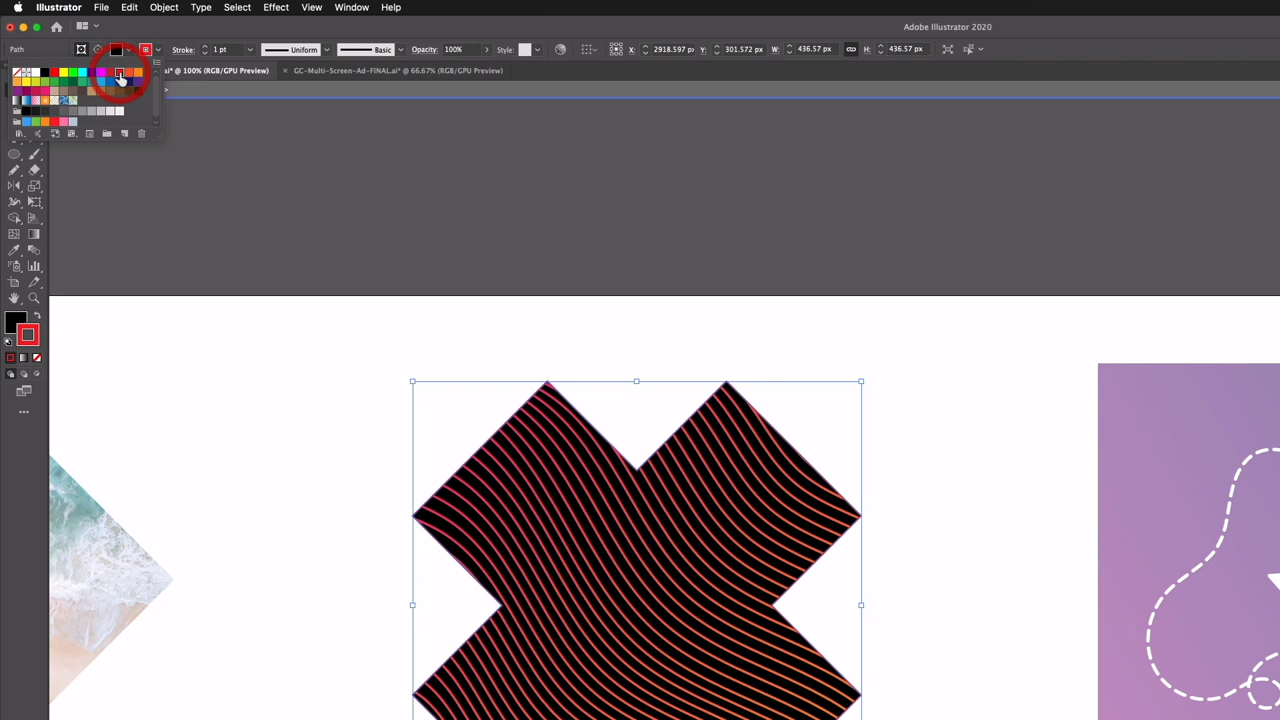 Illustrator File Edit Object Type Select Effect View Window Help
Adobe Illustrator 2020
Path Stroke: 1 pt Uniform Basic Opacity: 100% Style: X: 2918.597 px Y: 301.572 px W: 436.57 px H: 436.57 px
ai* @ 100% (RGB/GPU Preview) × GC-Multi-Screen-Ad-FINAL.ai* @ 66.67% (RGB/GPU Preview)